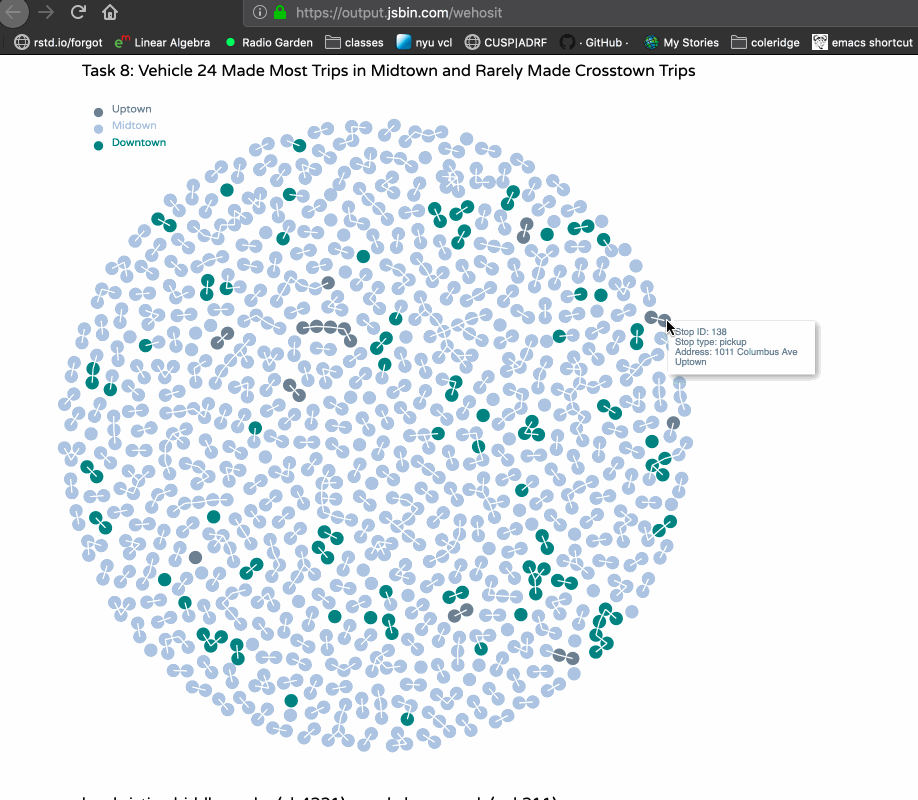 https://output.jsbin.com/wehosit
rstd.io/forgot Linear Algebra Radio Garden classes nyu vcl CUSP|ADRF · GitHub · My Stories coleridge emacs shortcut
Task 8: Vehicle 24 Made Most Trips in Midtown and Rarely Made Crosstown Trips
Uptown
Midtown
Downtown
Stop ID: 138
Stop type: pickup
Address: 1011 Columbus Ave
Uptown